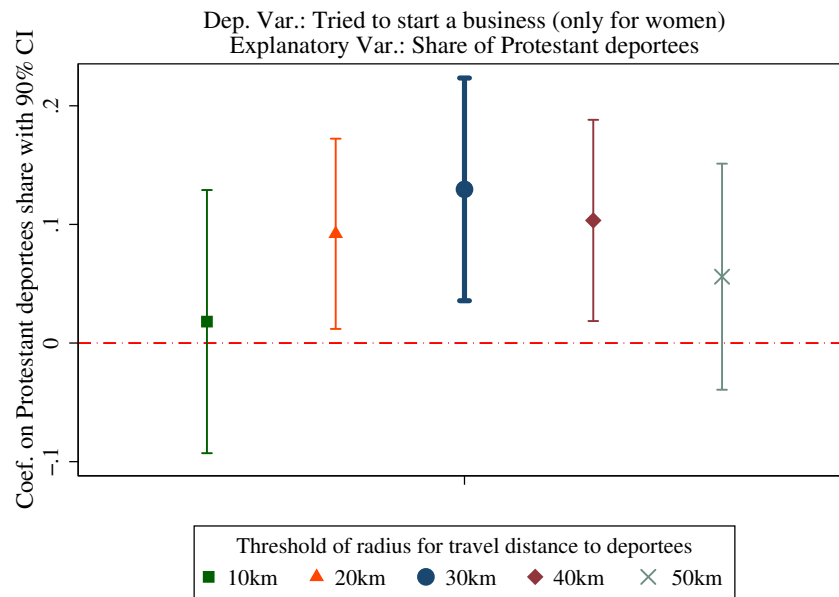 Dep. Var.: Tried to start a business (only for women)
Explanatory Var.: Share of Protestant deportees
Coef. on Protestant deportees share with 90% CI
.2
.1
0
-.1
Threshold of radius for travel distance to deportees
10km 20km 30km 40km 50km